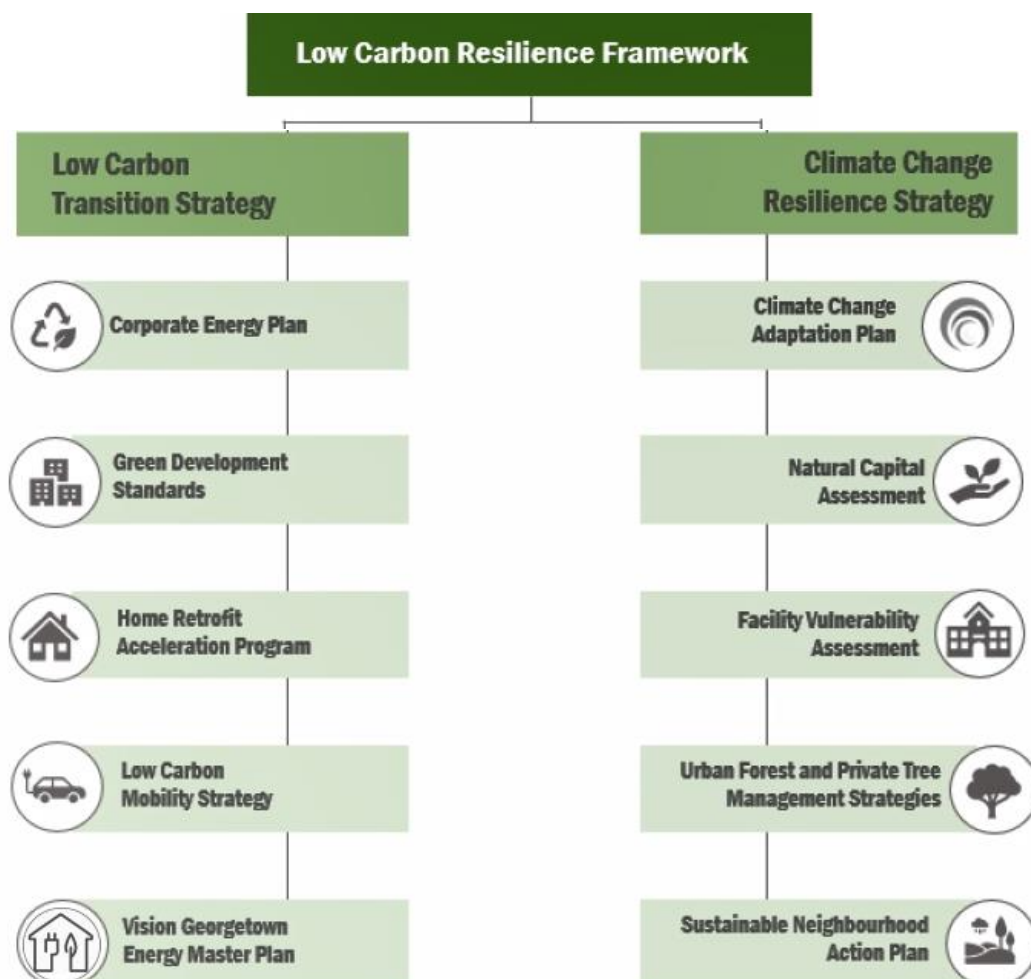 Low Carbon Resilience Framework
Low Carbon
Transition Strategy
Corporate Energy Plan
Green Development
Standards
Home Retrofit
Acceleration Program
Low Carbon
Mobility Strategy
Vision Georgetown
Energy Master Plan
Climate Change
Resilience Strategy
Climate Change
Adaptation Plan
Natural Capital
Assessment
Facility Vulnerability
Assessment
Urban Forest and Private Tree
Management Strategies
Sustainable Neighbourhood
Action Plan